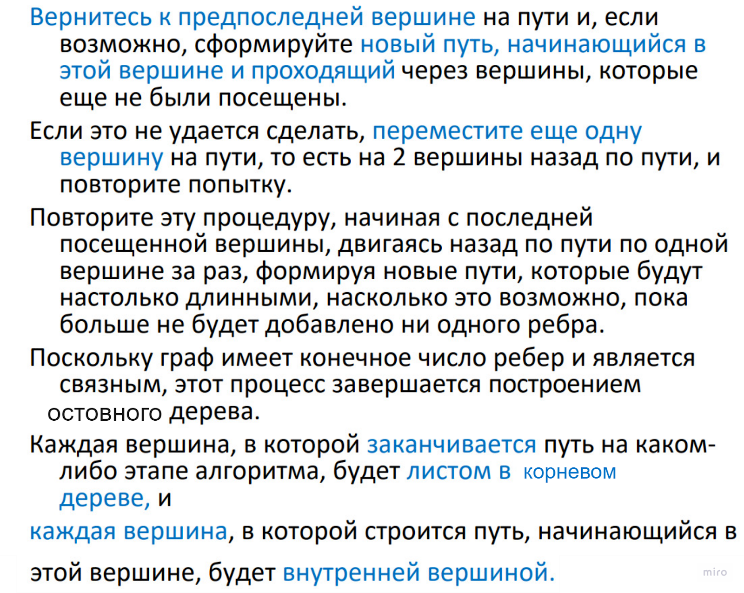 Вернитесь к предпоследней вершине на пути и, если
возможно, сформируйте новый путь, начинающийся в
этой вершине и проходящий через вершины, которые
еще не были посещены.
Если это не удается сделать, переместите еще одну
вершину на пути, то есть на 2 вершины назад по пути, и
повторите попытку.
Повторите эту процедуру, начиная с последней
посещенной вершины, двигаясь назад по пути по одной
вершине за раз, формируя новые пути, которые будут
настолько длинными, насколько это возможно, пока
больше не будет добавлено ни одного ребра.
Поскольку граф имеет конечное число ребер и является
связным, этот процесс завершается построением
остовного дерева.
Каждая вершина, в которой заканчивается путь на каком-
либо этапе алгоритма, будет листом в корневом
дереве, и
каждая вершина, в которой строится путь, начинающийся в
этой вершине, будет внутренней вершиной.
miro